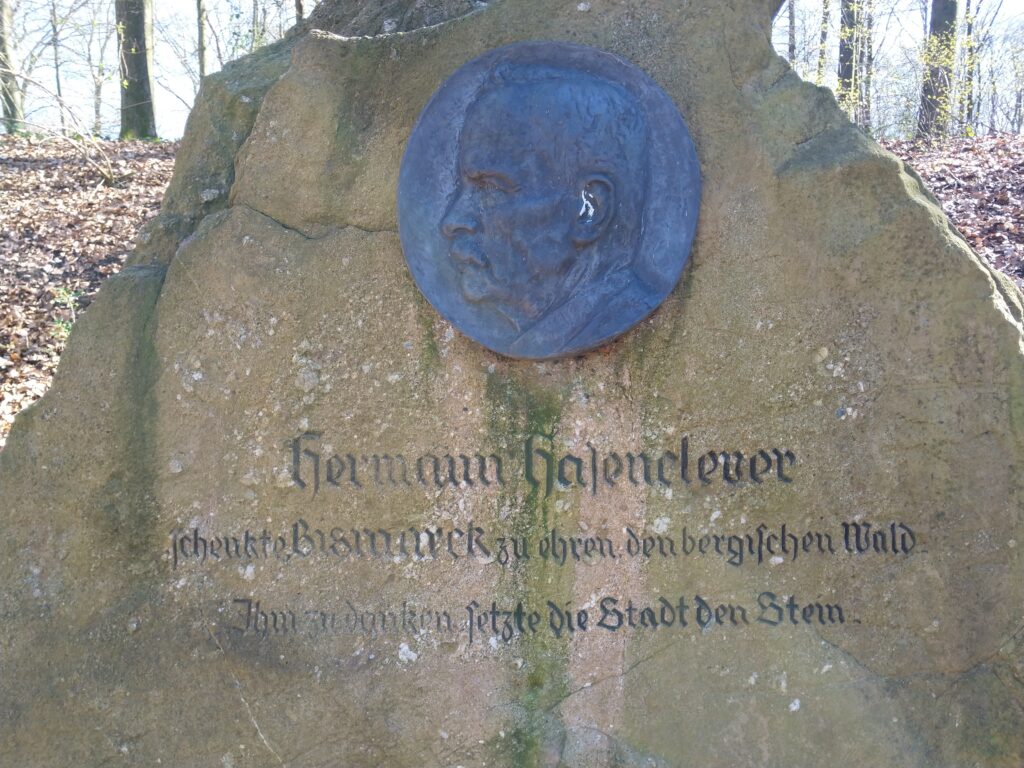 Hermann Hasenclever
schenkte, BISMARCK zu ehren, den bergischen Wald.
Ihm zu danken, setzte die Stadt den Stein.